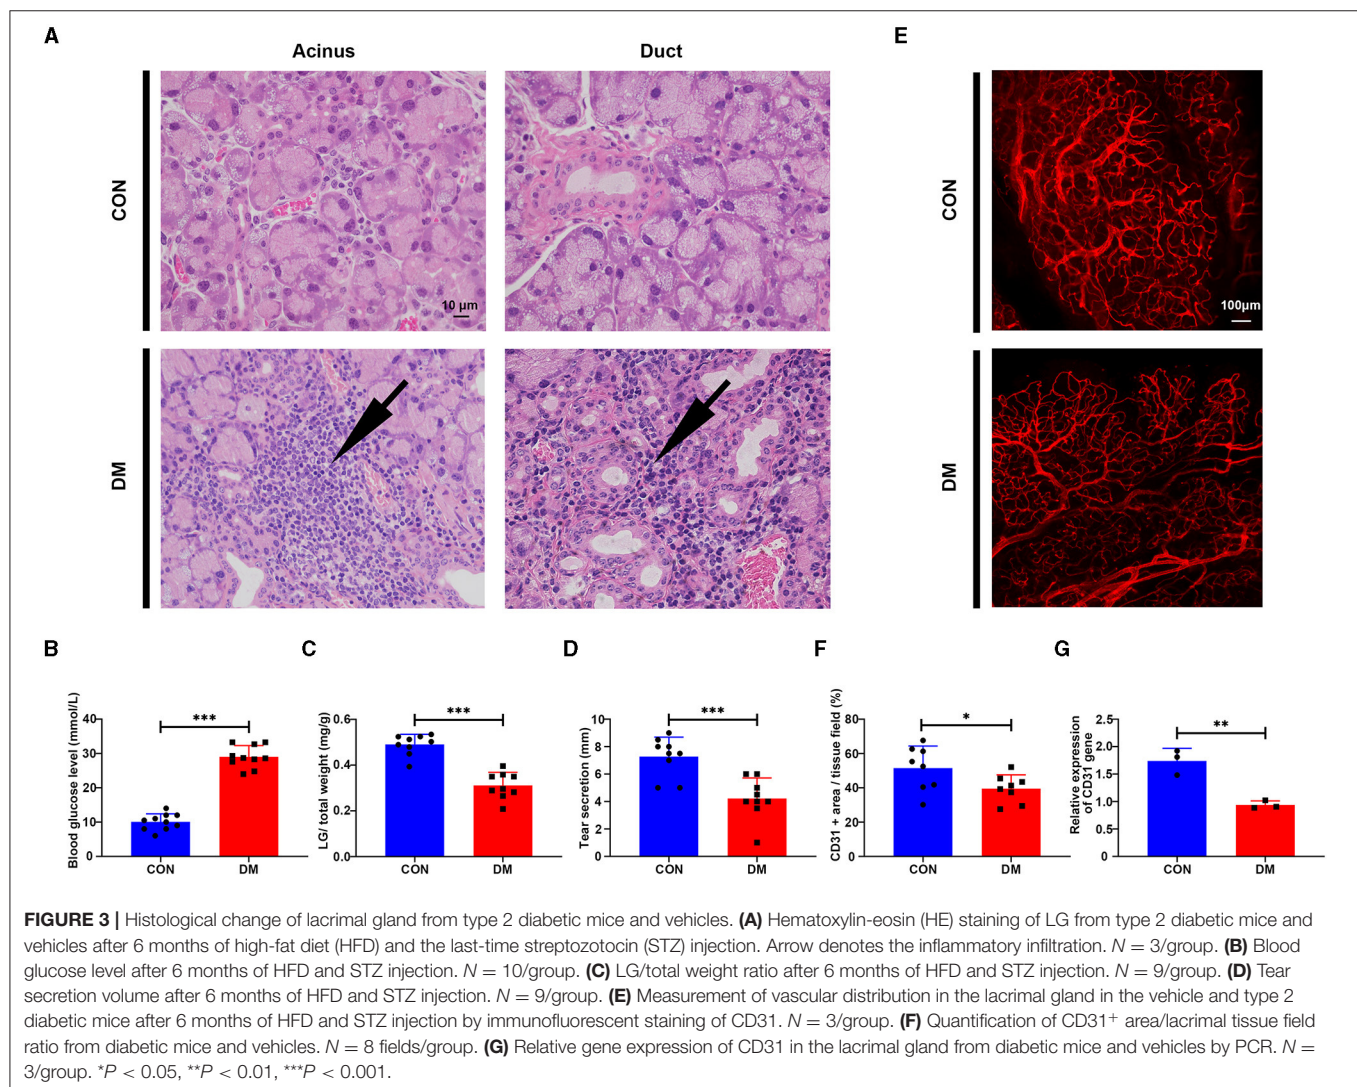 A
E
Acinus
Duct
CON
10 μm
CON
100μm
DM
DM
B
C
D
F
G
Blood glucose level (mmol/L)
40
30
20
10
0
***
CON
DM
LG/ total weight (mg/g)
0.6
0.4
0.2
0.0
***
CON
DM
Tear secretion (mm)
10
8
6
4
2
0
***
CON
DM
CD31 + area / tissue field (%)
80
60
40
20
0
*
CON
DM
Relative expression
of CD31 gene
2.5
2.0
1.5
1.0
0.5
0
**
CON
DM
FIGURE 3 | Histological change of lacrimal gland from type 2 diabetic mice and vehicles. (A) Hematoxylin-eosin (HE) staining of LG from type 2 diabetic mice and
vehicles after 6 months of high-fat diet (HFD) and the last-time streptozotocin (STZ) injection. Arrow denotes the inflammatory infiltration. N = 3/group. (B) Blood
glucose level after 6 months of HFD and STZ injection. N = 10/group. (C) LG/total weight ratio after 6 months of HFD and STZ injection. N = 9/group. (D) Tear
secretion volume after 6 months of HFD and STZ injection. N = 9/group. (E) Measurement of vascular distribution in the lacrimal gland in the vehicle and type 2
diabetic mice after 6 months of HFD and STZ injection by immunofluorescent staining of CD31. N = 3/group. (F) Quantification of CD31⁺ area/lacrimal tissue field
ratio from diabetic mice and vehicles. N = 8 fields/group. (G) Relative gene expression of CD31 in the lacrimal gland from diabetic mice and vehicles by PCR. N =
3/group. *P < 0.05, **P < 0.01, ***P < 0.001.